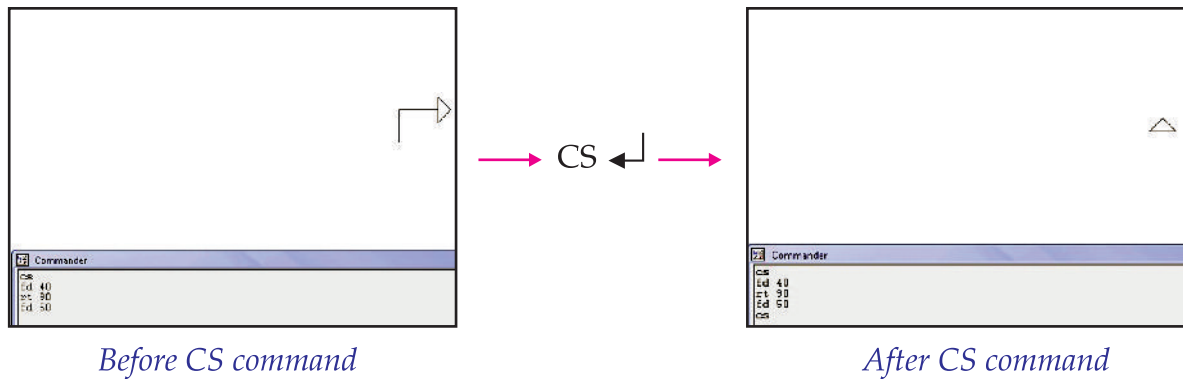 CS
Commander
cs
fd 40
rt 90
fd 50
Commander
cs
fd 40
rt 90
fd 50
cs
Before CS command
After CS command